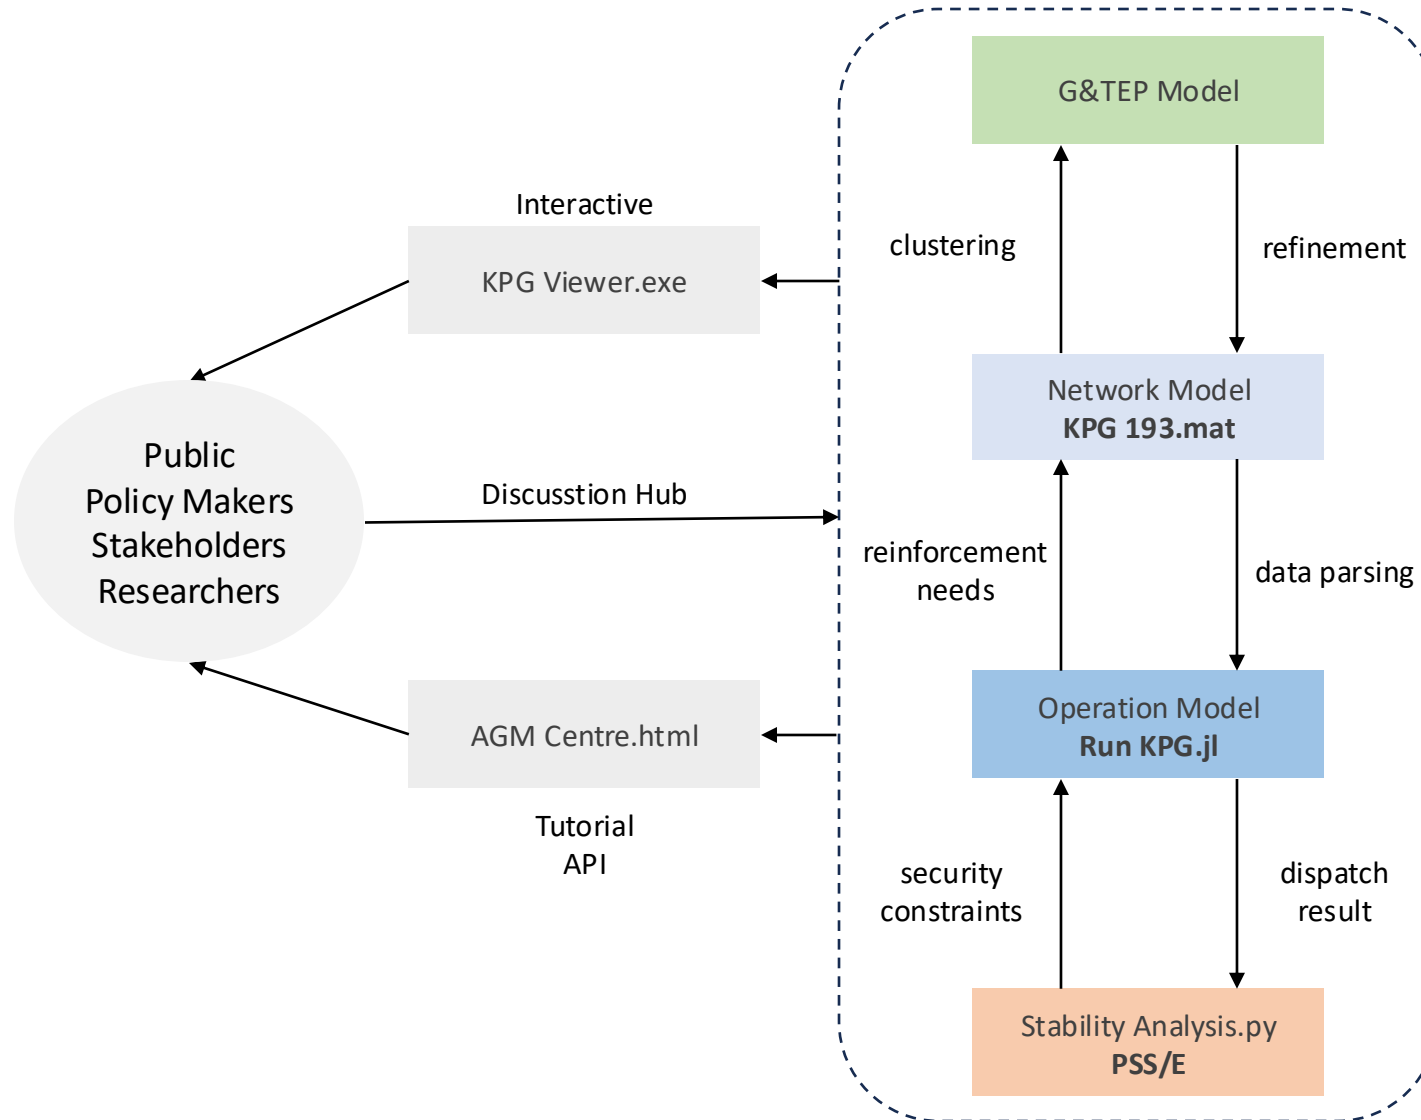 G&TEP Model
Interactive
KPG Viewer.exe
clustering
refinement
Network Model
KPG 193.mat
Public
Policy Makers
Stakeholders
Researchers
Discusstion Hub
reinforcement
needs
data parsing
AGM Centre.html
Tutorial
API
Operation Model
Run KPG.jl
security
constraints
dispatch
result
Stability Analysis.py
PSS/E